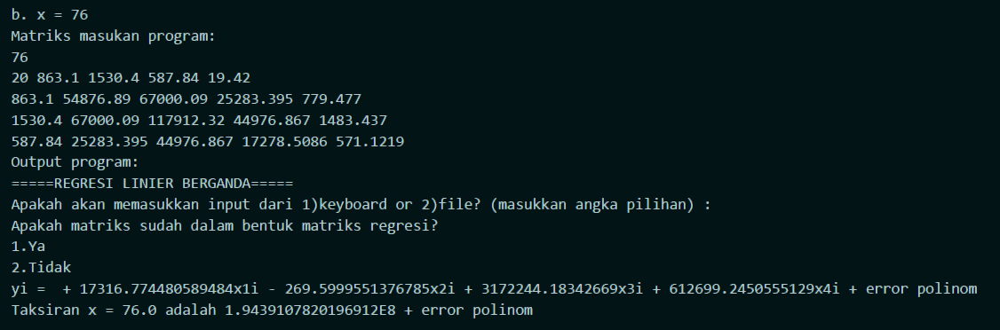 b. x = 76
Matriks masukan program:
76
20 863.1 1530.4 587.84 19.42
863.1 54876.89 67000.09 25283.395 779.477
1530.4 67000.09 117912.32 44976.867 1483.437
587.84 25283.395 44976.867 17278.5086 571.1219
Output program:
=====REGRESI LINIER BERGANDA=====
Apakah akan memasukkan input dari 1)keyboard or 2)file? (masukkan angka pilihan) :
Apakah matriks sudah dalam bentuk matriks regresi?
1.Ya
2.Tidak
yi =  + 17316.774480589484x1i - 269.5999551376785x2i + 3172244.18342669x3i + 612699.2450555129x4i + error polinom
Taksiran x = 76.0 adalah 1.9439107820196912E8 + error polinom